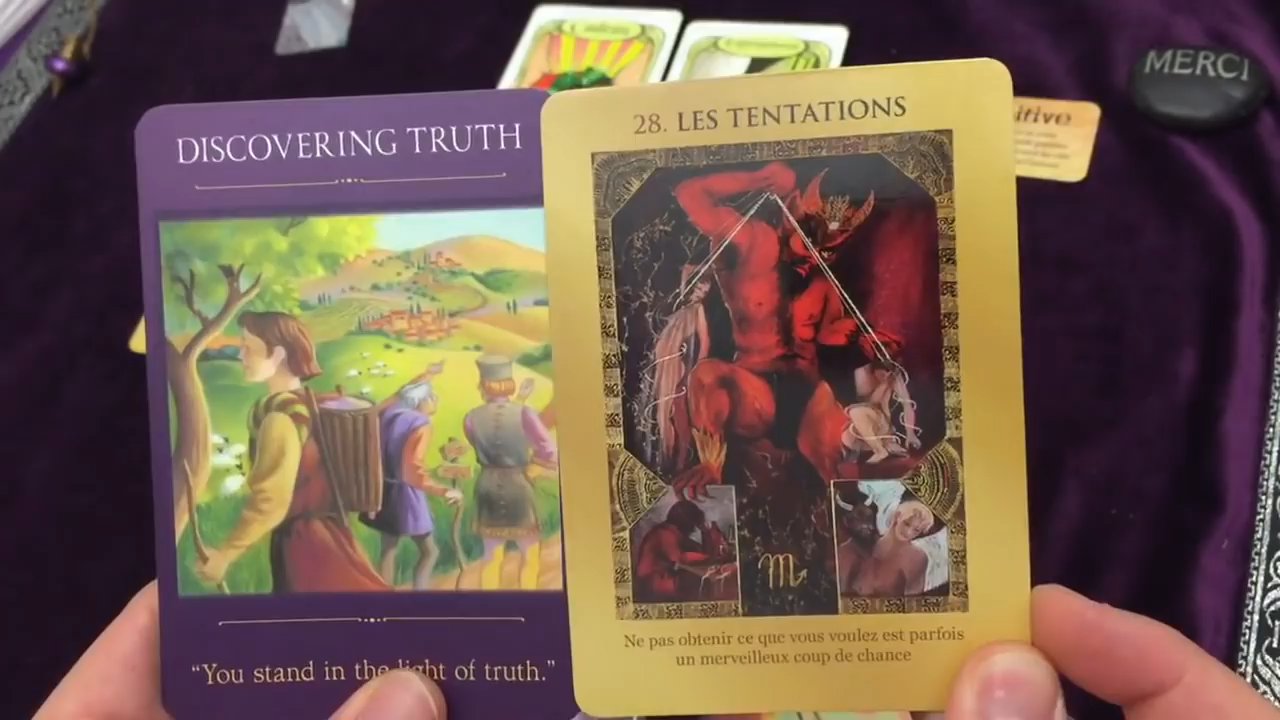 MERCI
DISCOVERING TRUTH
"You stand in the light of truth."
28. LES TENTATIONS
Ne pas obtenir ce que vous voulez est parfois
un merveilleux coup de chance